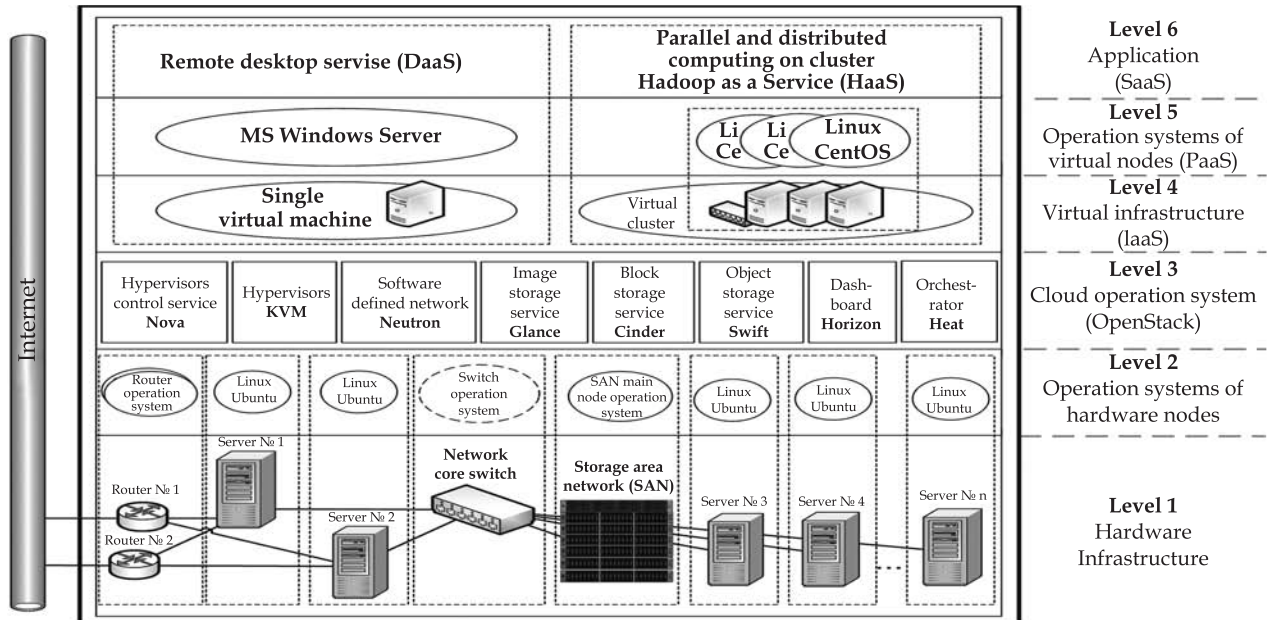 Internet
Remote desktop servise (DaaS)
Parallel and distributed
computing on cluster
Hadoop as a Service (HaaS)
Level 6
Application
(SaaS)
MS Windows Server
Li
Ce
Li
Ce
Linux
CentOS
Level 5
Operation systems of
virtual nodes (PaaS)
Single
virtual machine
Virtual
cluster
Level 4
Virtual infrastructure
(IaaS)
Hypervisors
control service
Nova
Hypervisors
KVM
Software
defined network
Neutron
Image
storage
service
Glance
Block
storage
service
Cinder
Object
storage
service
Swift
Dash-
board
Horizon
Orchest-
rator
Heat
Level 3
Cloud operation system
(OpenStack)
Router
operation
system
Linux
Ubuntu
Linux
Ubuntu
Switch
operation
system
SAN main
node operation
system
Linux
Ubuntu
Linux
Ubuntu
Linux
Ubuntu
Level 2
Operation systems of
hardware nodes
Router № 1
Router № 2
Server № 1
Server № 2
Network
core switch
Storage area
network (SAN)
Server № 3
Server № 4
Server № n
Level 1
Hardware
Infrastructure